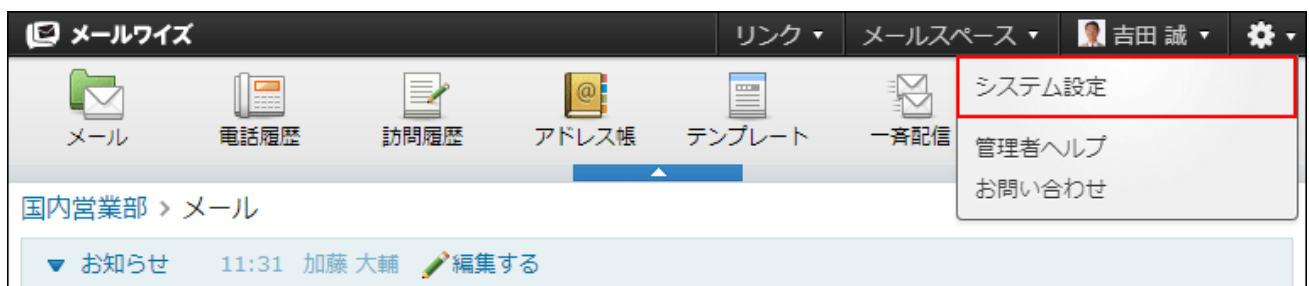 メールワイズ リンク ▼ メールスペース ▼ 吉田 誠 ▼
システム設定
メール 電話履歴 訪問履歴 アドレス帳 テンプレート 一斉配信
管理者ヘルプ
お問い合わせ
国内営業部 > メール
▼ お知らせ 11:31 加藤 大輔 編集する